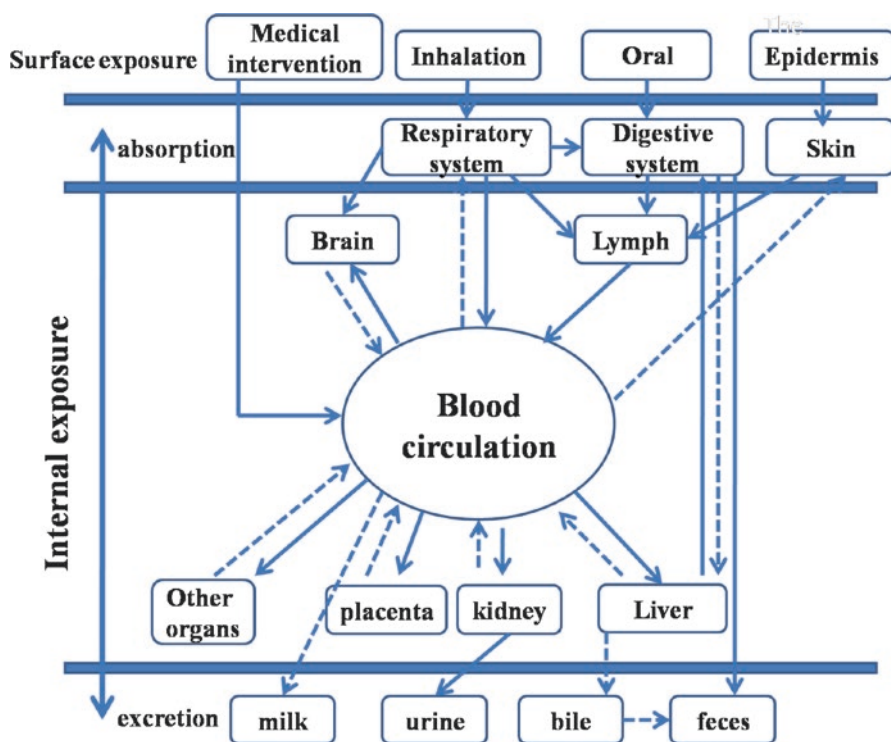 The
Surface exposure
Medical
intervention
Inhalation
Oral
Epidermis
absorption
Respiratory
system
Digestive
system
Skin
Brain
Lymph
Internal exposure
Blood
circulation
Other
organs
placenta
kidney
Liver
excretion
milk
urine
bile
feces